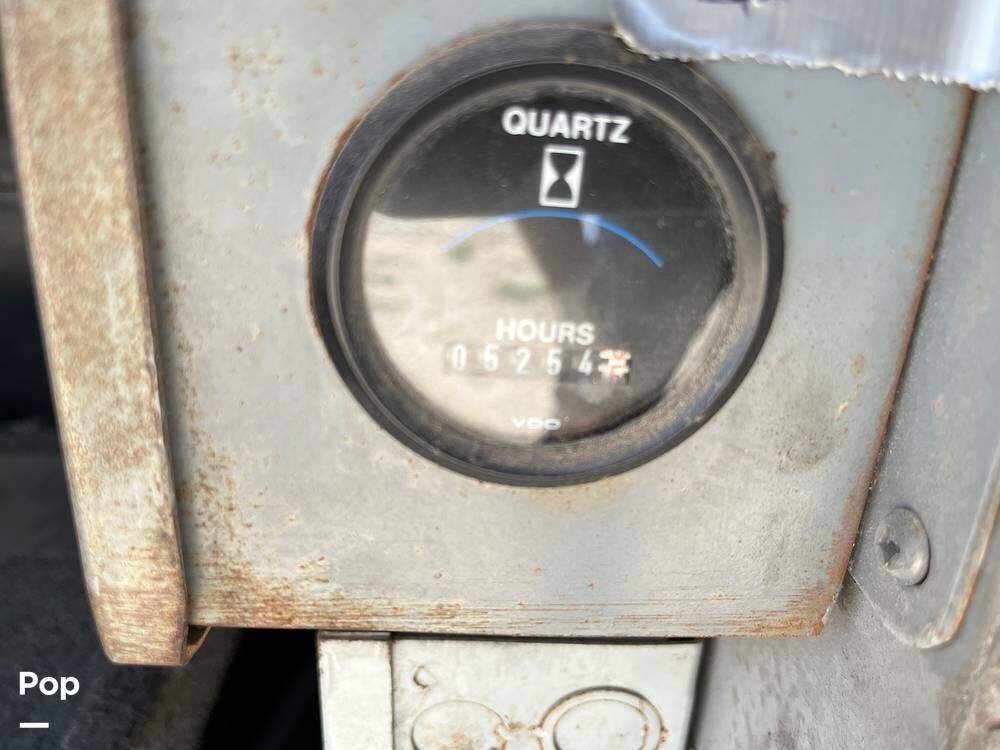 QUARTZ
HOURS
05254
VDO
Pop